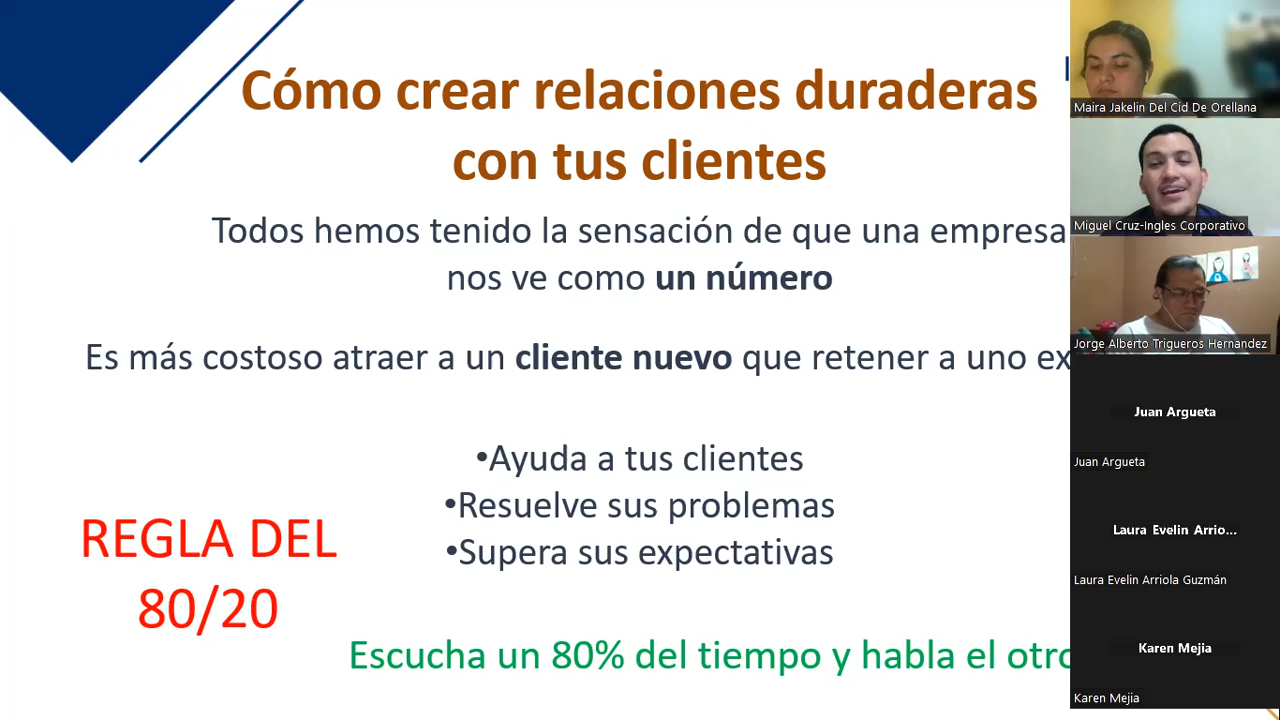 Cómo crear relaciones duraderas
con tus clientes
Todos hemos tenido la sensación de que una empresa
nos ve como un número
Es más costoso atraer a un cliente nuevo que retener a uno
•Ayuda a tus clientes
•Resuelve sus problemas
•Supera sus expectativas
REGLA DEL
80/20
Escucha un 80% del tiempo y habla el
Maira Jakelin Del Cid De Orellana
Miguel Cruz-Ingles Corporativo
Jorge Alberto Trigueros Hernandez
Juan Argueta
Juan Argueta
Laura Evelin Arrio...
Laura Evelin Arriola Guzmán
Karen Mejia
Karen Mejia